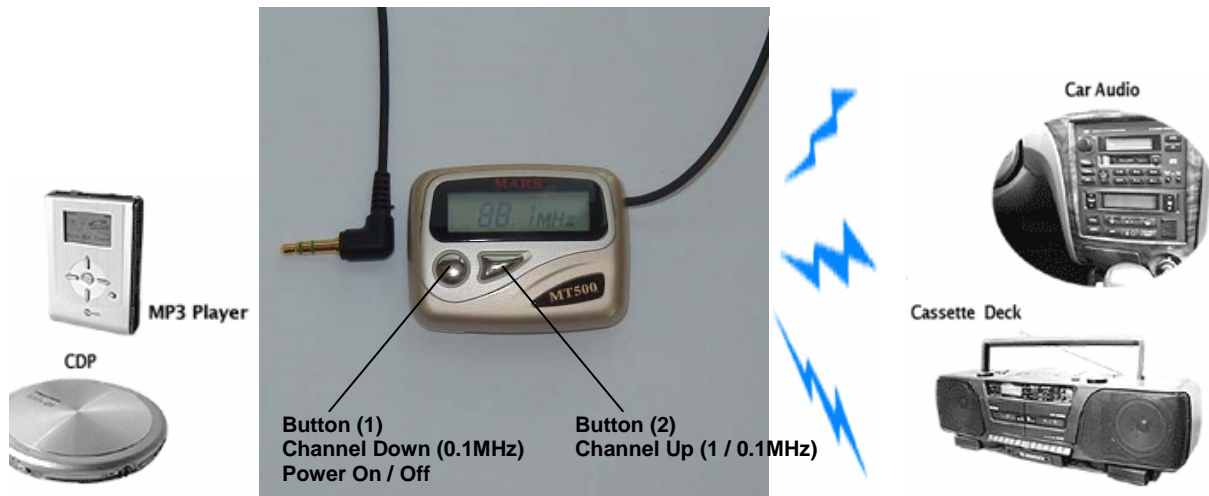 MP3 Player
CDP
MARS
88.1MHz
MT500
Button (1)
Channel Down (0.1MHz)
Power On / Off
Button (2)
Channel Up (1 / 0.1MHz)
Car Audio
Cassette Deck